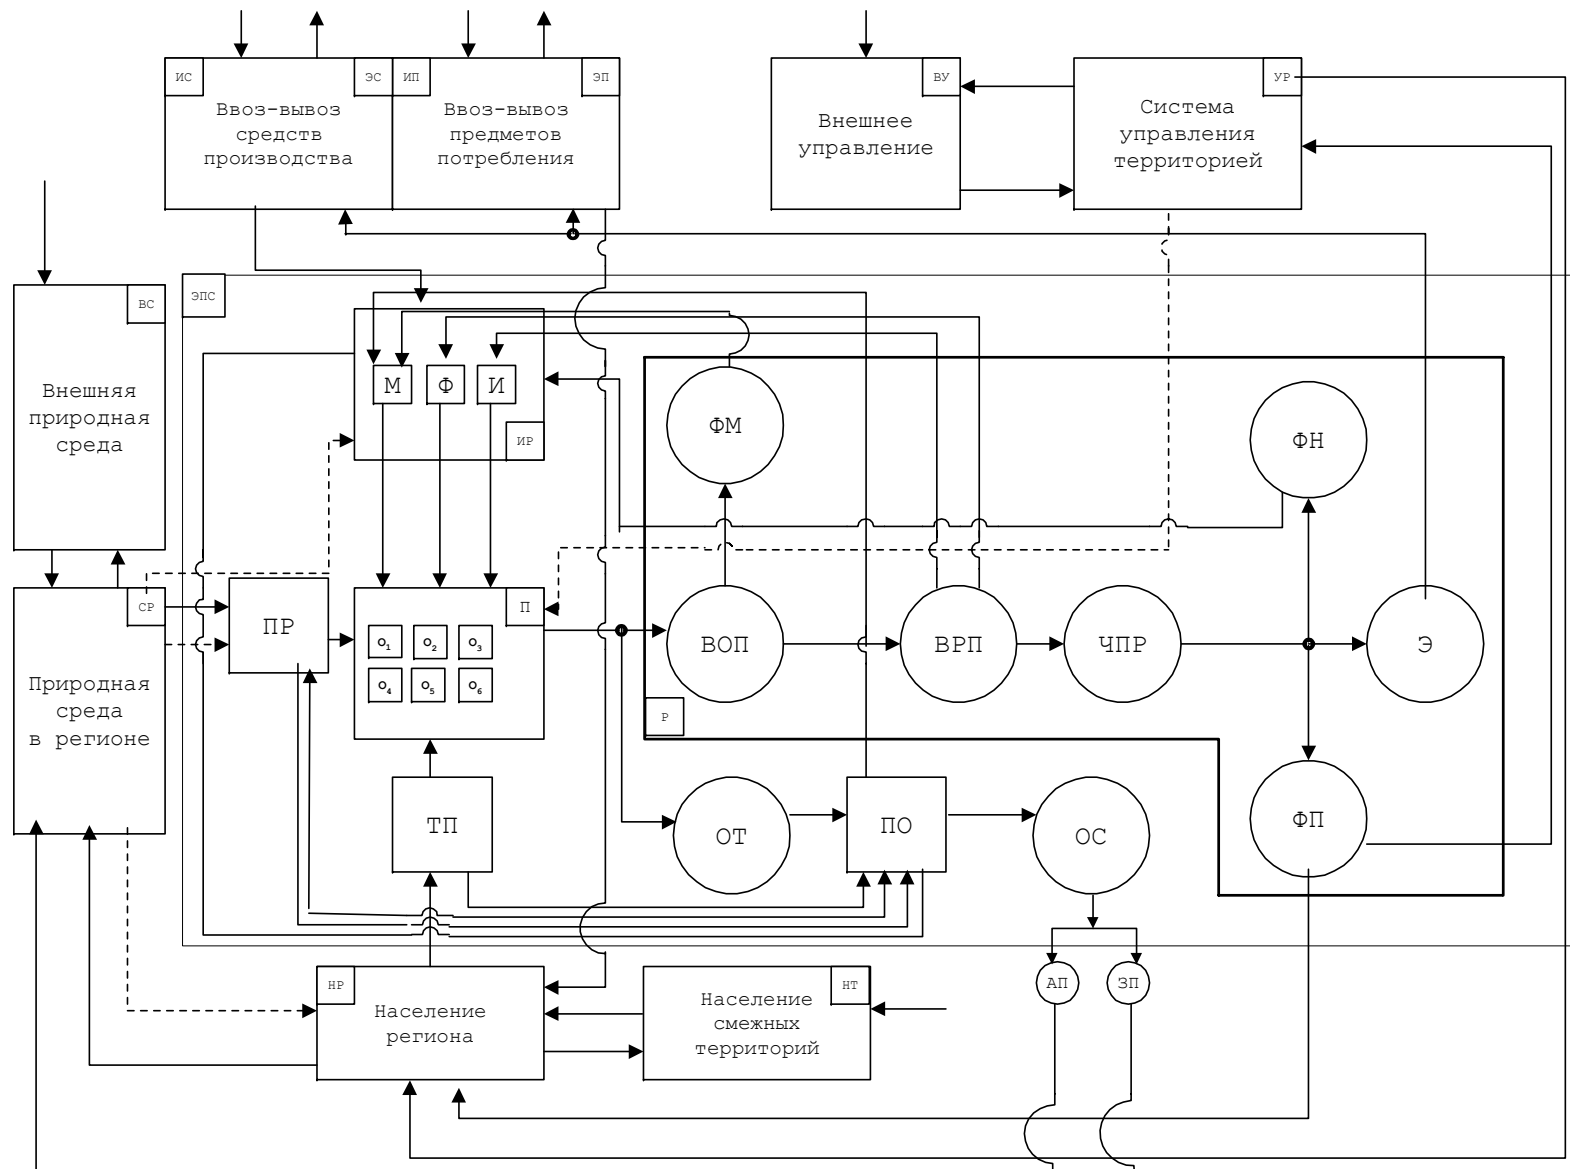 ИС
ЭС
ИП
ЭП
Ввоз-вывоз
средств
производства
Ввоз-вывоз
предметов
потребления
ВУ
Внешнее
управление
УР
Система
управления
территорией
ВС
Внешняя
природная
среда
ЭПС
М
Ф
И
ИР
ФМ
ФН
СР
Природная
среда
в регионе
ПР
П
О1
О2
О3
О4
О5
О6
ВОП
ВРП
ЧПР
Э
Р
ТП
ОТ
ПО
ОС
ФП
АП
ЗП
НР
Население
региона
НТ
Население
смежных
территорий